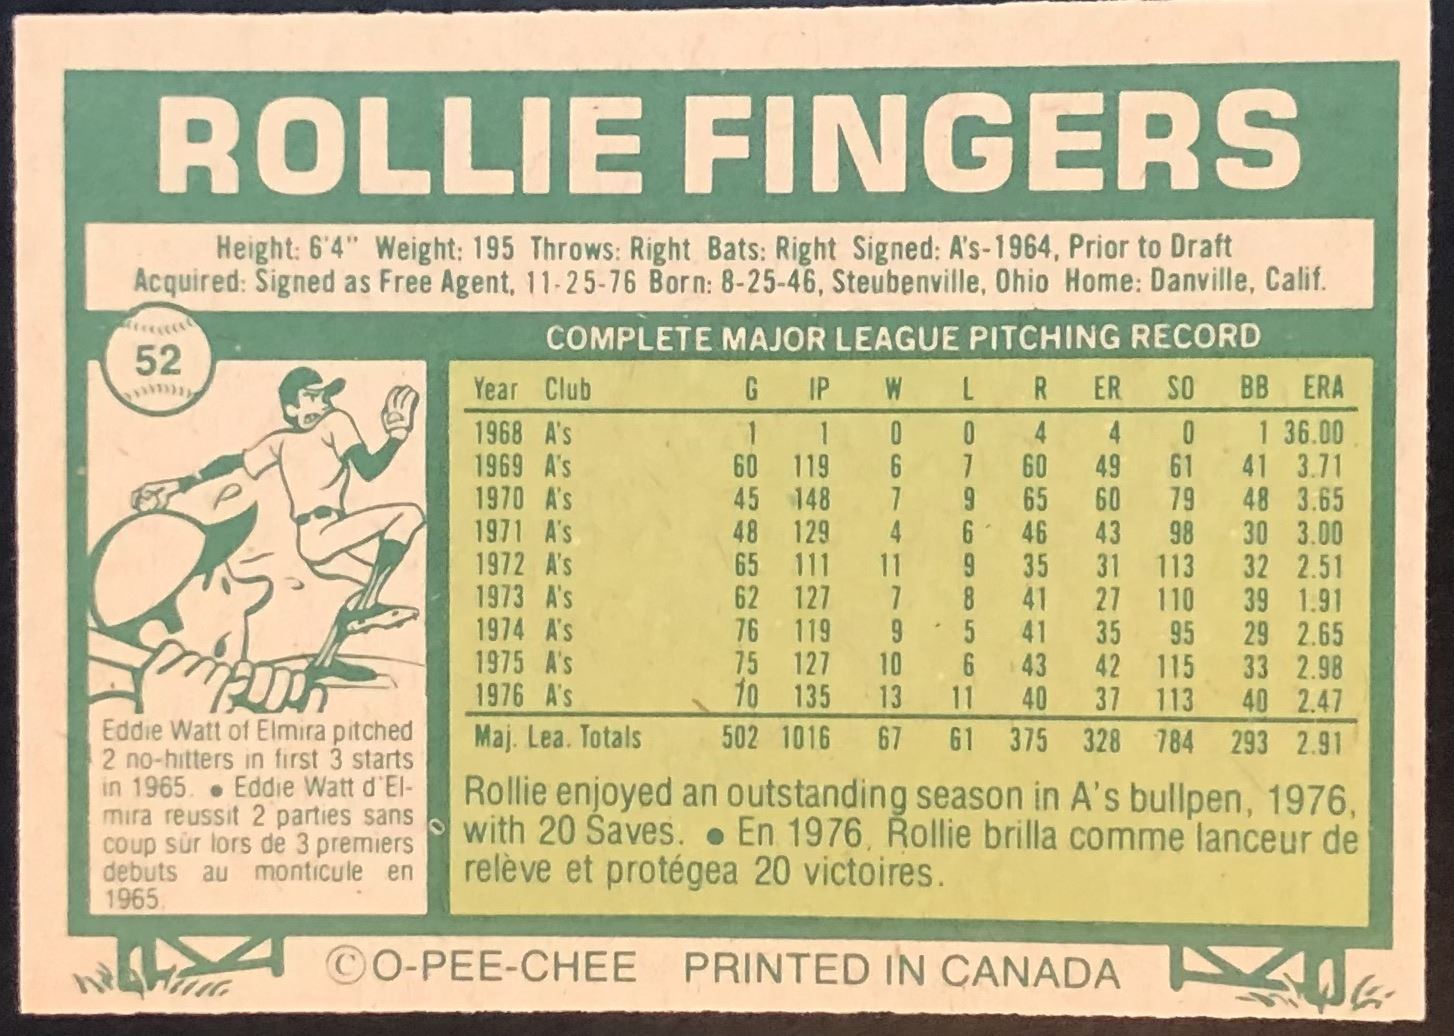 ROLLIE FINGERS
Height: 6'4" Weight: 195 Throws: Right Bats: Right Signed: A's-1964, Prior to Draft
Acquired: Signed as Free Agent, 11-25-76 Born: 8-25-46, Steubenville, Ohio Home: Danville, Calif.
52
COMPLETE MAJOR LEAGUE PITCHING RECORD
Year Club G IP W L R ER SO BB ERA
1968 A's 1 1 0 0 4 4 0 1 36.00
1969 A's 60 119 6 7 60 49 61 41 3.71
1970 A's 45 148 7 9 65 60 79 48 3.65
1971 A's 48 129 4 6 46 43 98 30 3.00
1972 A's 65 111 11 9 35 31 113 32 2.51
1973 A's 62 127 7 8 41 27 110 39 1.91
1974 A's 76 119 9 5 41 35 95 29 2.65
1975 A's 75 127 10 6 43 42 115 33 2.98
1976 A's 70 135 13 11 40 37 113 40 2.47
Maj. Lea. Totals 502 1016 67 61 375 328 784 293 2.91
Eddie Watt of Elmira pitched
2 no-hitters in first 3 starts
in 1965. • Eddie Watt d'El-
mira reussit 2 parties sans
coup sûr lors de 3 premiers
debuts au monticule en
1965.
Rollie enjoyed an outstanding season in A's bullpen, 1976,
with 20 Saves. • En 1976, Rollie brilla comme lanceur de
relève et protégea 20 victoires.
©O-PEE-CHEE PRINTED IN CANADA